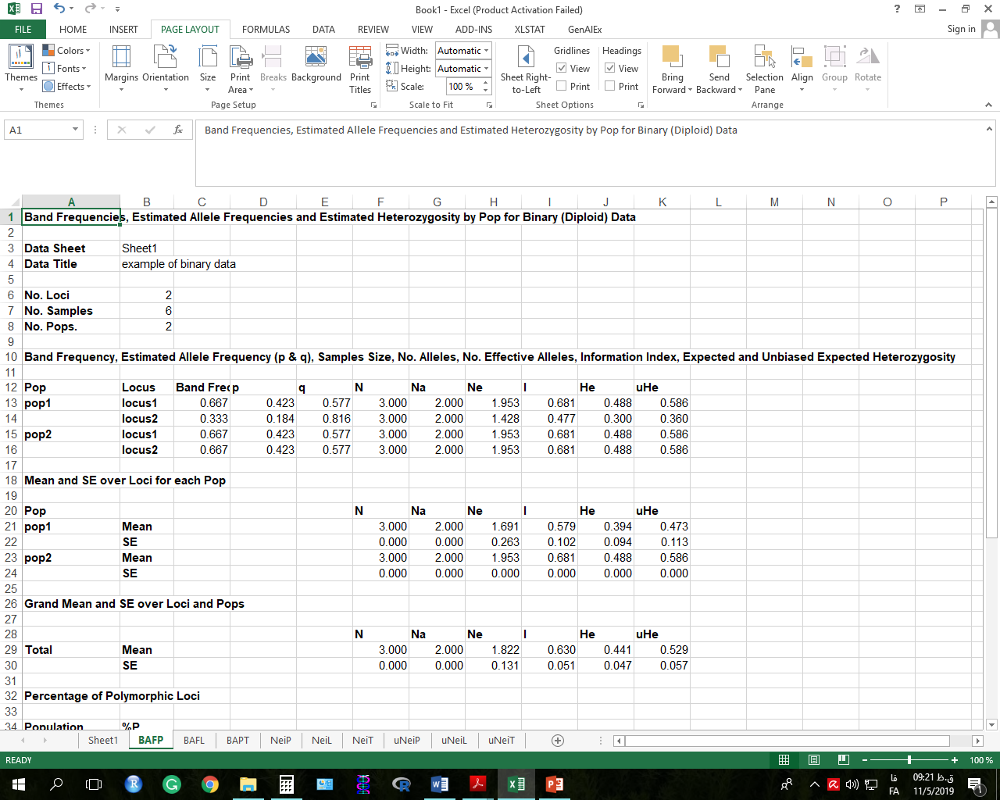 Book1 - Excel (Product Activation Failed)
FILE HOME INSERT PAGE LAYOUT FORMULAS DATA REVIEW VIEW ADD-INS XLSTAT GenAlEx Sign in
Colors Width: Automatic Gridlines Headings
Fonts Height: Automatic View View
Effects Scale: 100 % Print Print
Themes Margins Orientation Size Print Area Breaks Background Print Titles Sheet Right-to-Left Bring Forward Send Backward Selection Pane Align Group Rotate
Themes Page Setup Scale to Fit Sheet Options Arrange
A1 fx Band Frequencies, Estimated Allele Frequencies and Estimated Heterozygosity by Pop for Binary (Diploid) Data
A B C D E F G H I J K L M N O P
1 Band Frequencies, Estimated Allele Frequencies and Estimated Heterozygosity by Pop for Binary (Diploid) Data
2
3 Data Sheet Sheet1
4 Data Title example of binary data
5
6 No. Loci 2
7 No. Samples 6
8 No. Pops. 2
9
10 Band Frequency, Estimated Allele Frequency (p & q), Samples Size, No. Alleles, No. Effective Alleles, Information Index, Expected and Unbiased Expected Heterozygosity
11
12 Pop Locus Band Freq p q N Na Ne I He uHe
13 pop1 locus1 0.667 0.423 0.577 3.000 2.000 1.953 0.681 0.488 0.586
14 locus2 0.333 0.184 0.816 3.000 2.000 1.428 0.477 0.300 0.360
15 pop2 locus1 0.667 0.423 0.577 3.000 2.000 1.953 0.681 0.488 0.586
16 locus2 0.667 0.423 0.577 3.000 2.000 1.953 0.681 0.488 0.586
17
18 Mean and SE over Loci for each Pop
19
20 Pop N Na Ne I He uHe
21 pop1 Mean 3.000 2.000 1.691 0.579 0.394 0.473
22 SE 0.000 0.000 0.263 0.102 0.094 0.113
23 pop2 Mean 3.000 2.000 1.953 0.681 0.488 0.586
24 SE 0.000 0.000 0.000 0.000 0.000 0.000
25
26 Grand Mean and SE over Loci and Pops
27
28 N Na Ne I He uHe
29 Total Mean 3.000 2.000 1.822 0.630 0.441 0.529
30 SE 0.000 0.000 0.131 0.051 0.047 0.057
31
32 Percentage of Polymorphic Loci
33
34 Population %P
Sheet1 BAFP BAFL BAPT NeiP NeiL NeiT uNeiP uNeiL uNeiT
READY 100 %
فا 09:21 ق.ظ
FA 11/5/2019 1